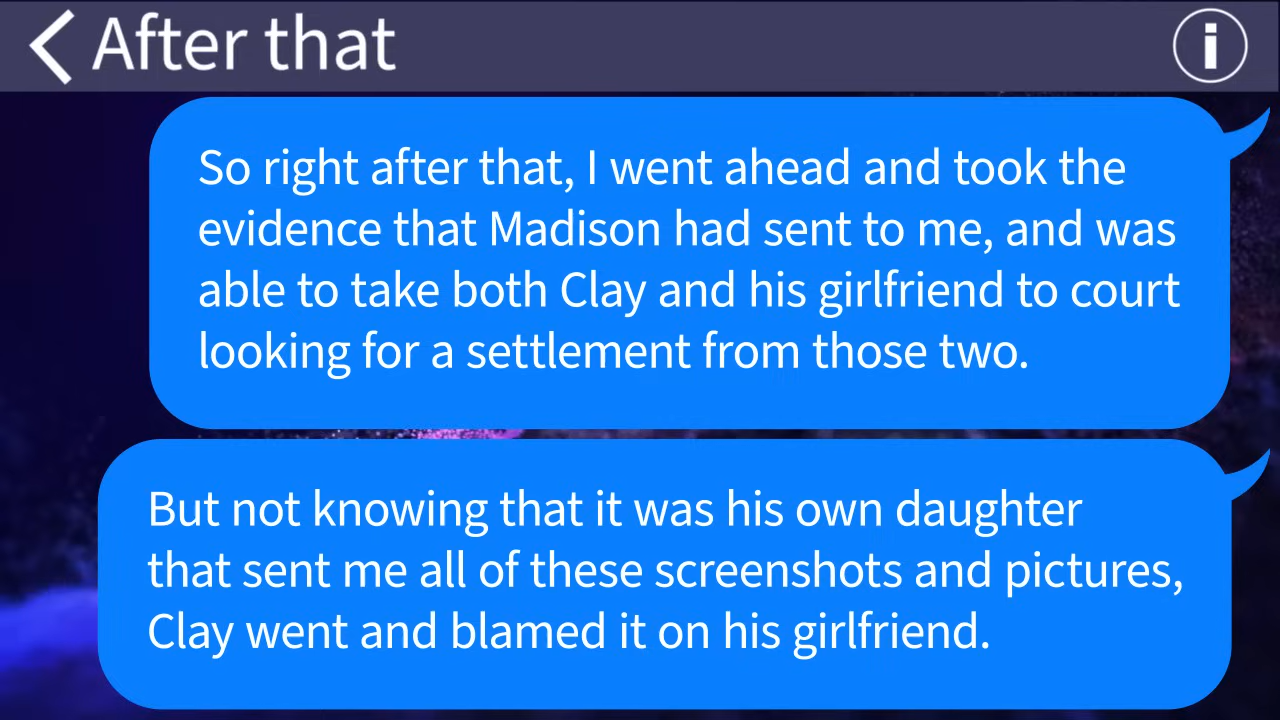 After that
So right after that, I went ahead and took the
evidence that Madison had sent to me, and was
able to take both Clay and his girlfriend to court
looking for a settlement from those two.
But not knowing that it was his own daughter
that sent me all of these screenshots and pictures,
Clay went and blamed it on his girlfriend.